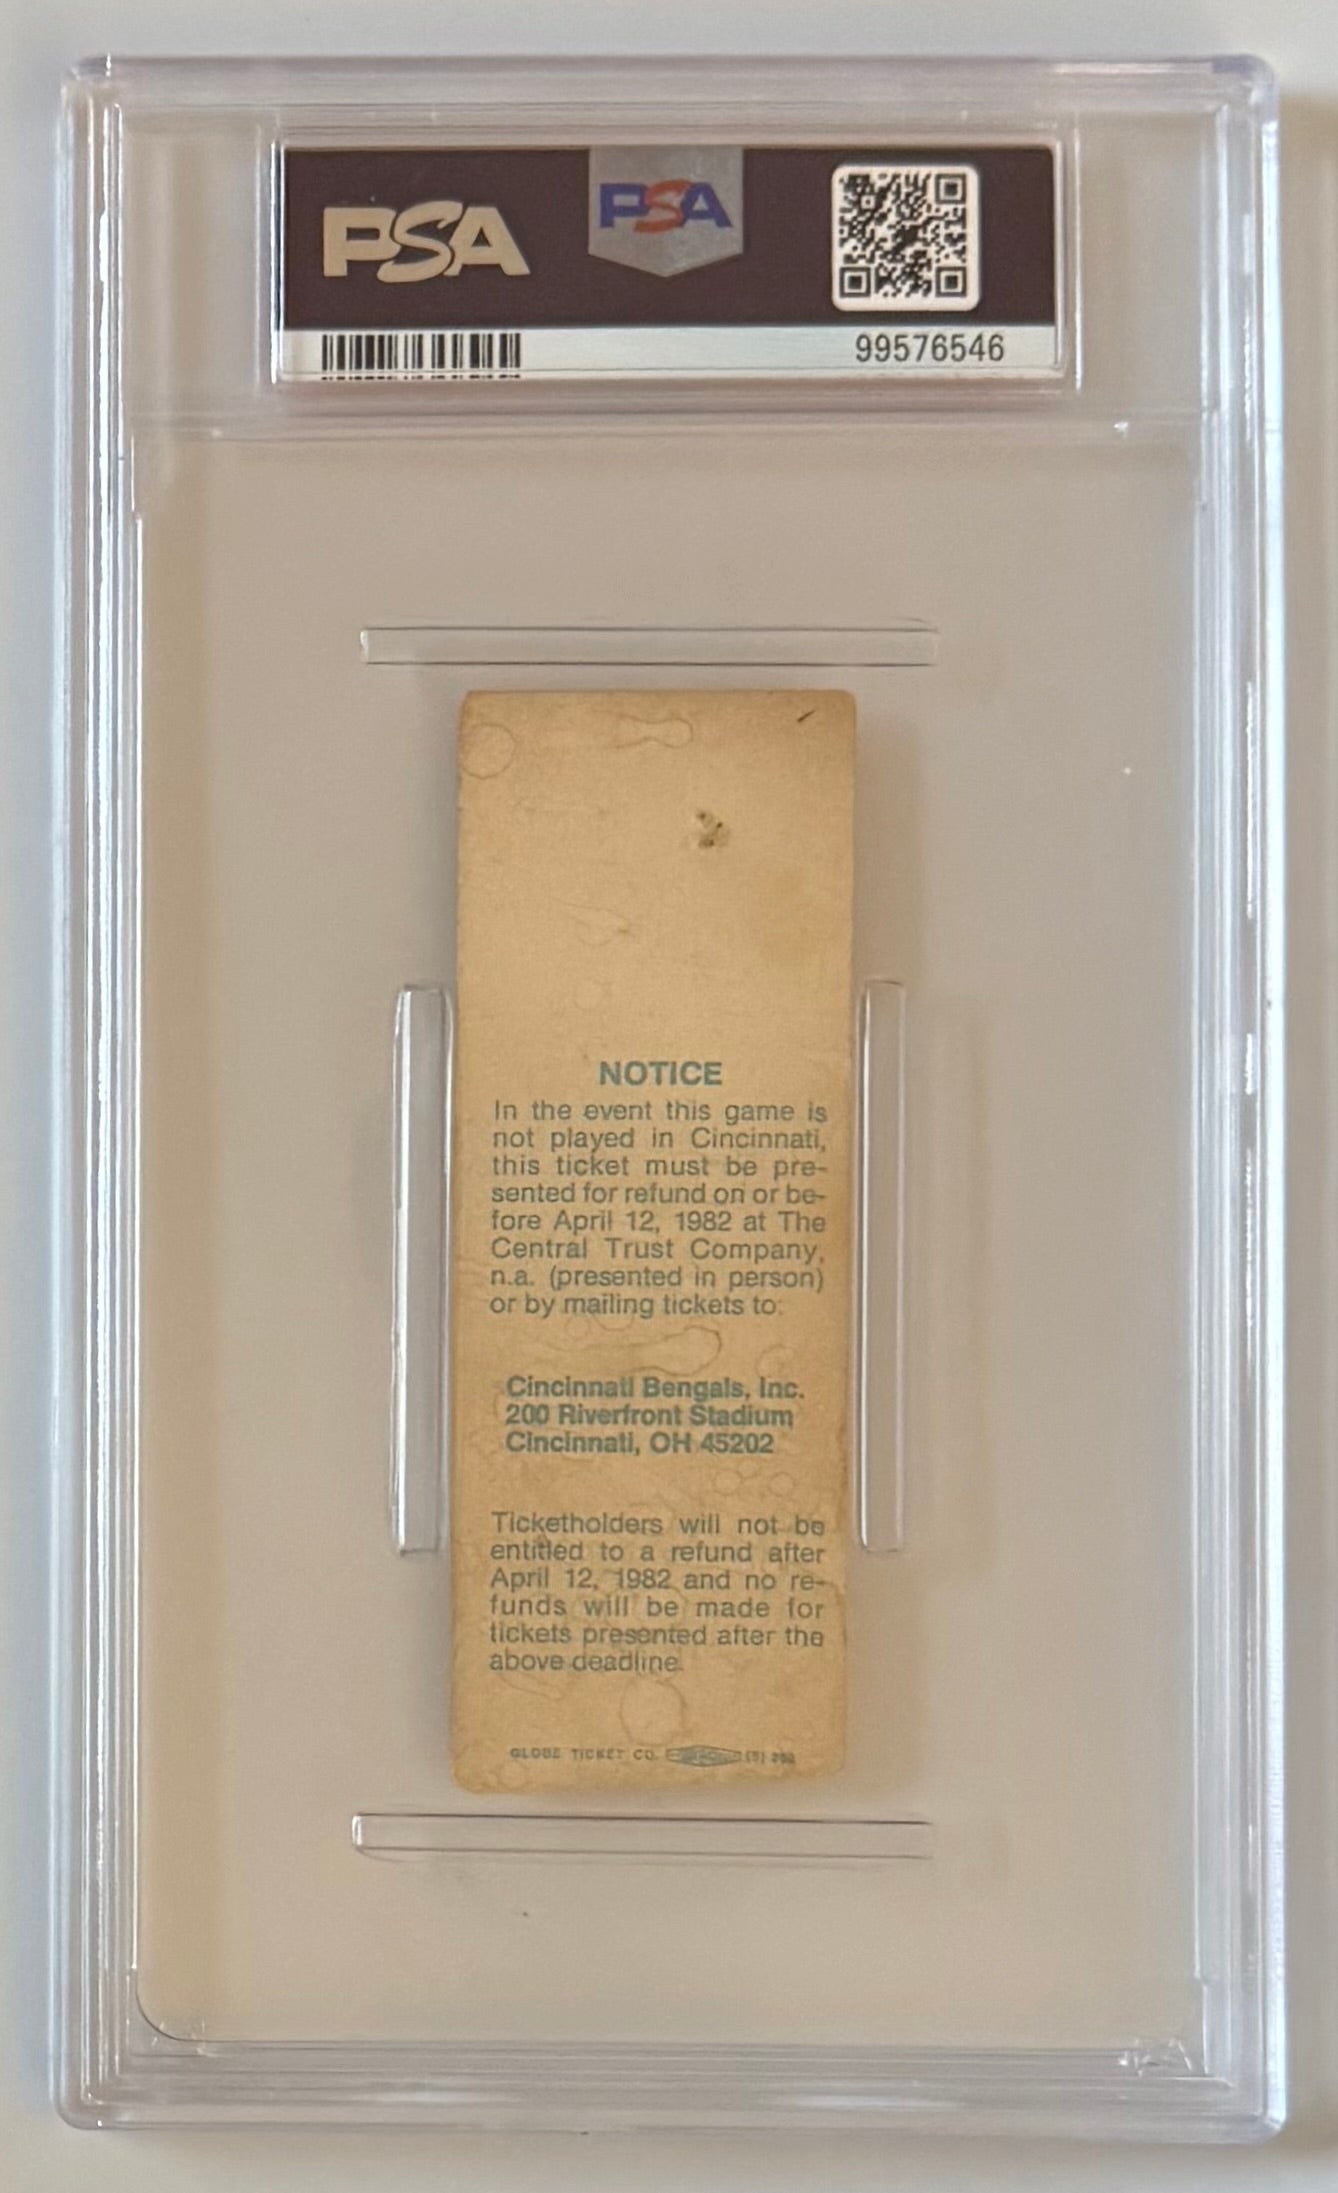 PSA
PSA
99576546
NOTICE
In the event this game is
not played in Cincinnati,
this ticket must be pre-
sented for refund on or be-
fore April 12, 1982 at The
Central Trust Company,
n.a. (presented in person)
or by mailing tickets to:
Cincinnati Bengals, Inc.
200 Riverfront Stadium
Cincinnati, OH 45202
Ticketholders will not be
entitled to a refund after
April 12, 1982 and no re-
funds will be made for
tickets presented after the
above deadline.
GLOBE TICKET CO.